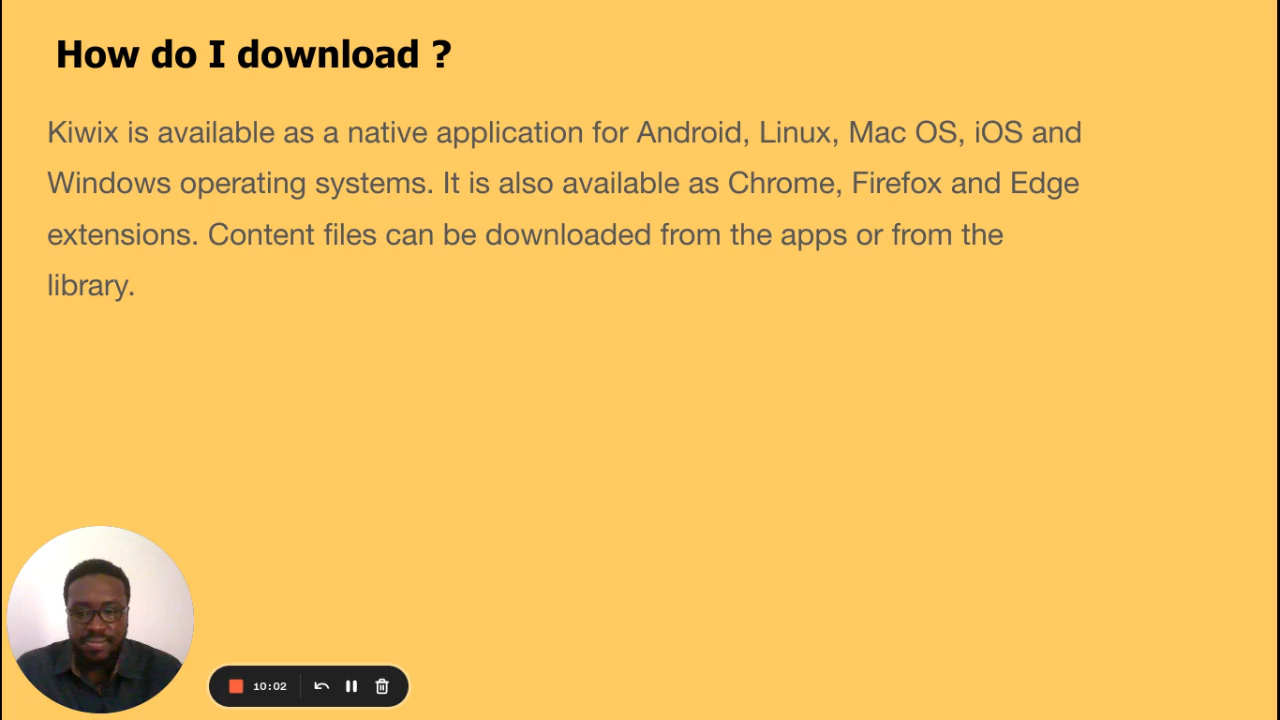 How do I download ?
Kiwix is available as a native application for Android, Linux, Mac OS, iOS and
Windows operating systems. It is also available as Chrome, Firefox and Edge
extensions. Content files can be downloaded from the apps or from the
library.
10:02